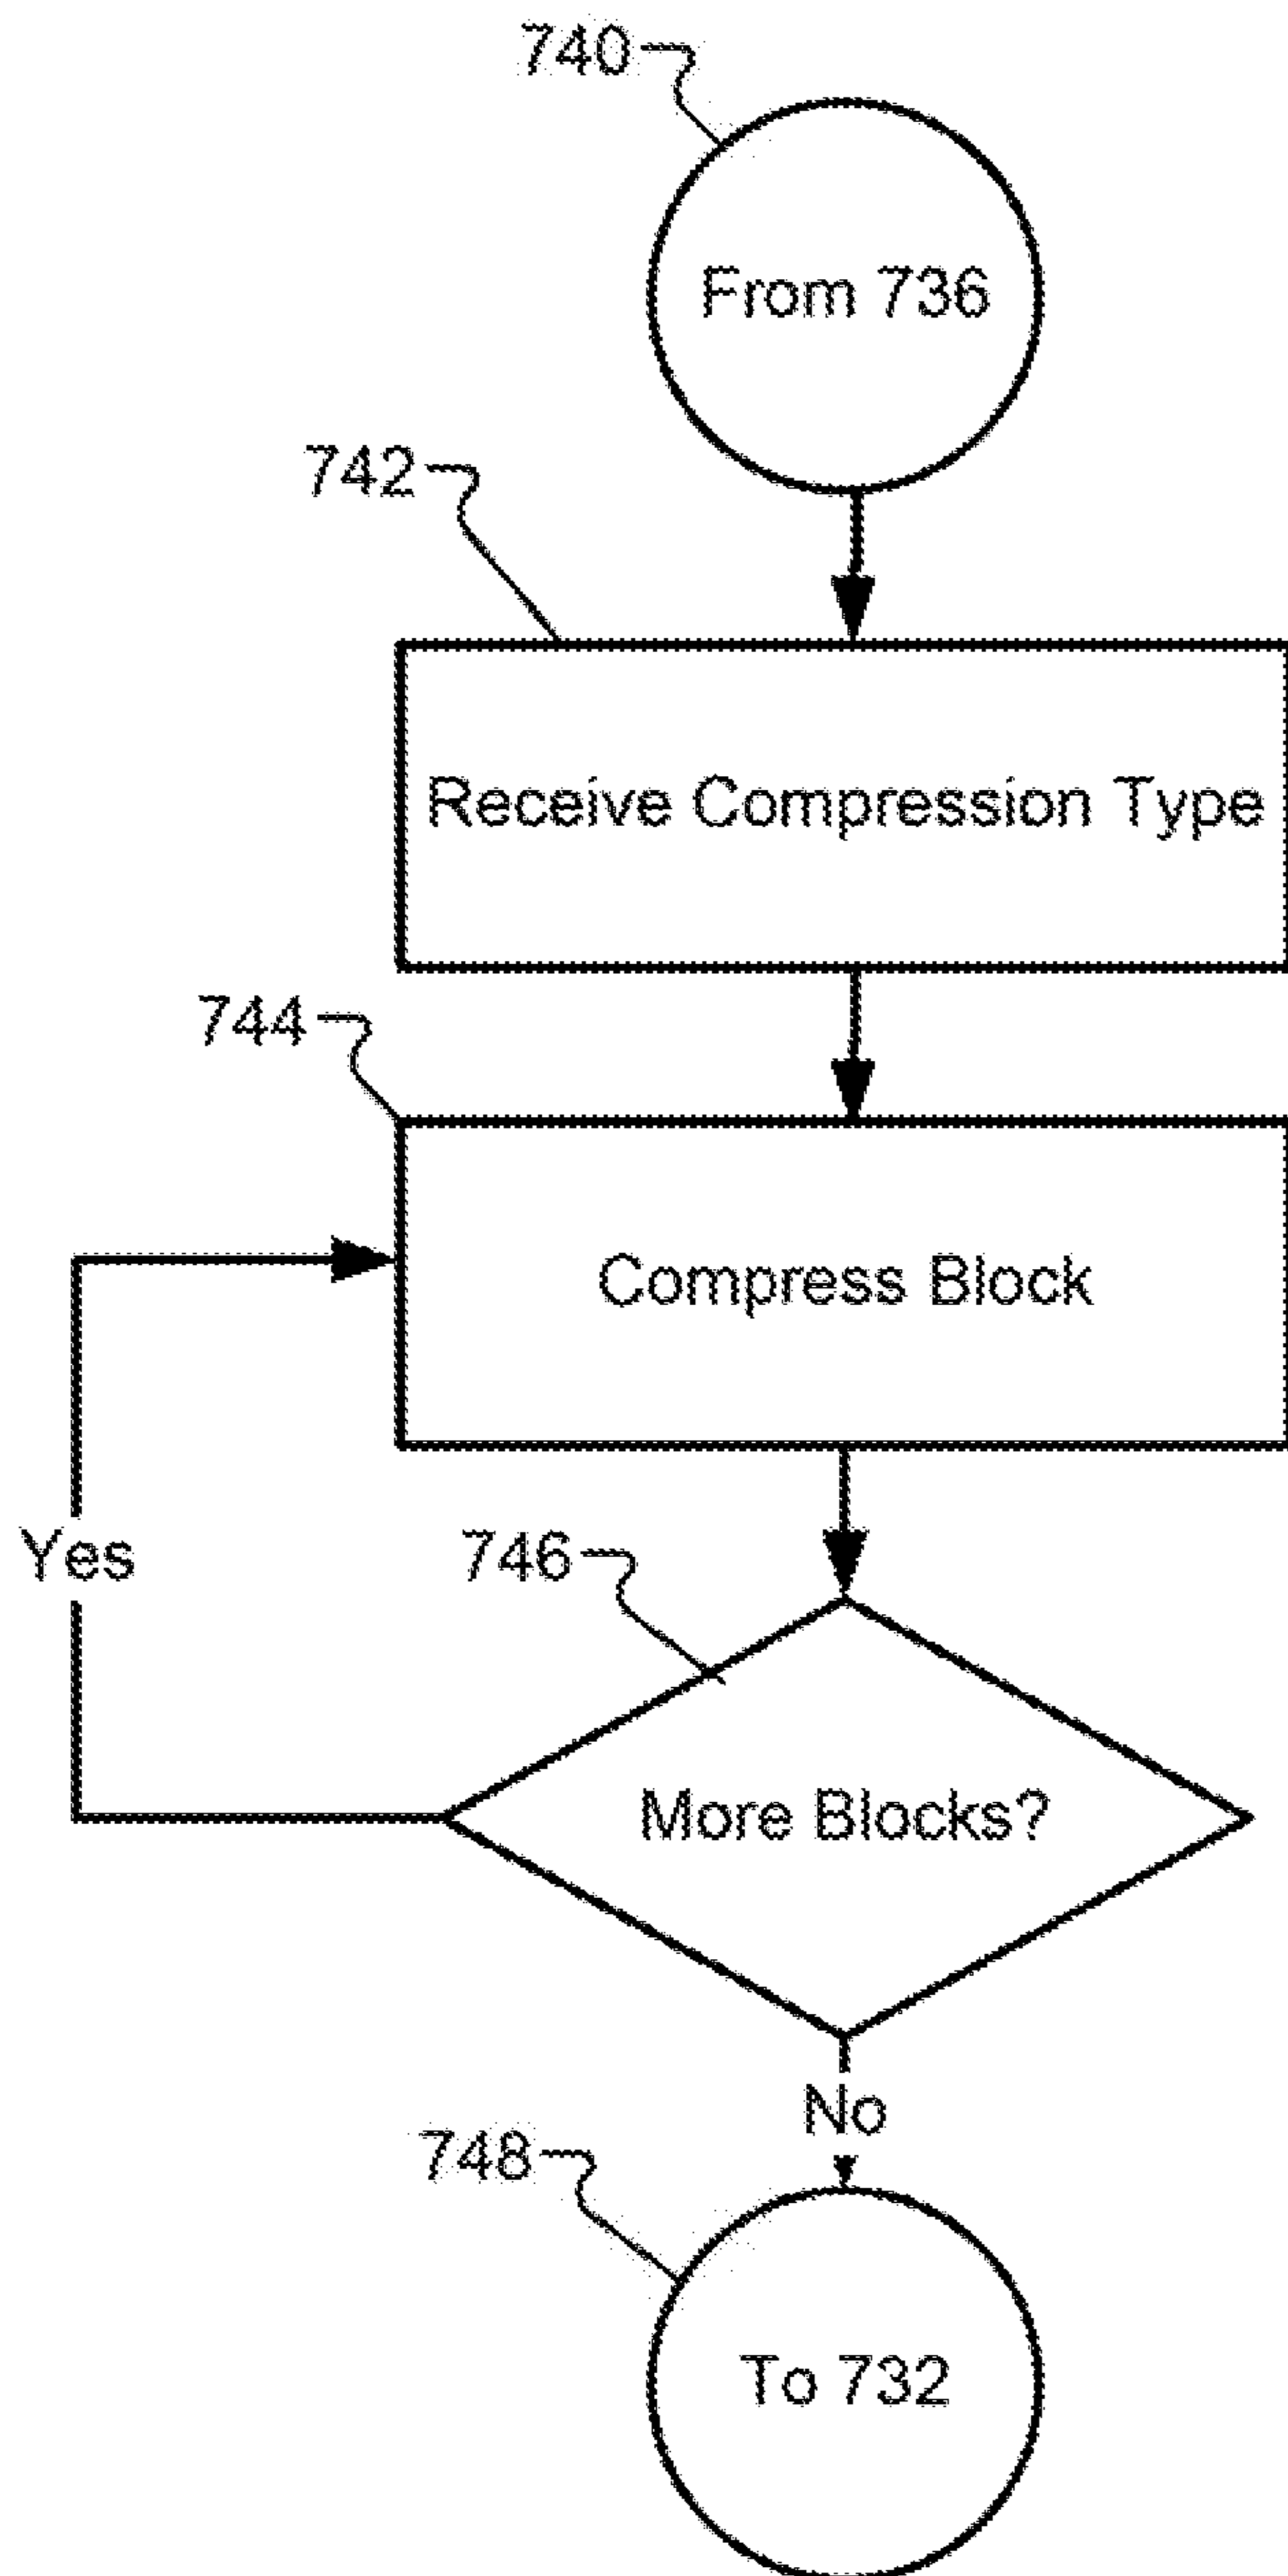 740
From 736
742
Receive Compression Type
744
Compress Block
Yes
746
More Blocks?
No
748
To 732